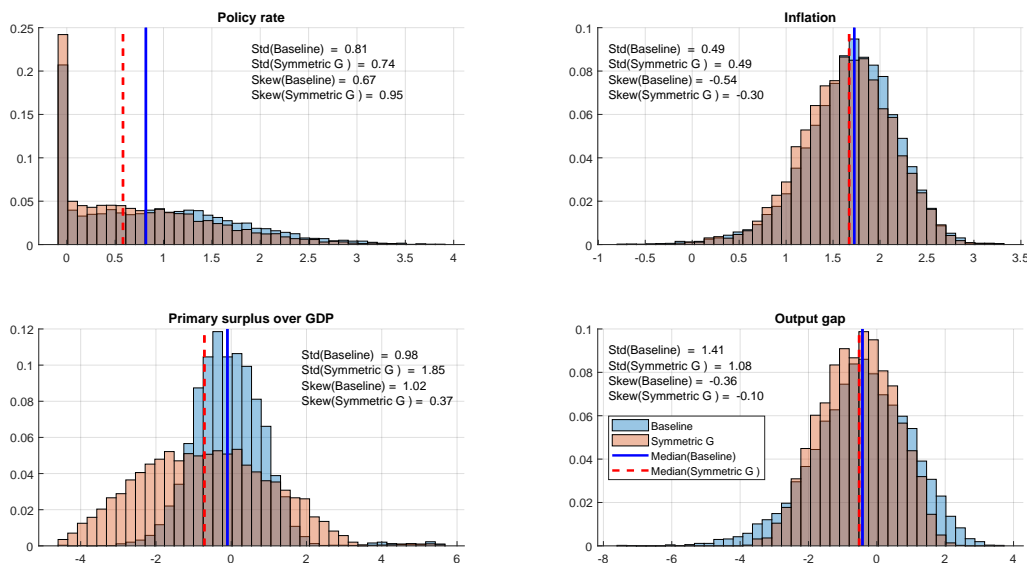 Policy rate
0.25
0.2
0.15
0.1
0.05
0
0 0.5 1 1.5 2 2.5 3 3.5 4
Std(Baseline) = 0.81
Std(Symmetric G ) = 0.74
Skew(Baseline) = 0.67
Skew(Symmetric G ) = 0.95
Inflation
0.1
0.08
0.06
0.04
0.02
0
-1 -0.5 0 0.5 1 1.5 2 2.5 3 3.5
Std(Baseline) = 0.49
Std(Symmetric G ) = 0.49
Skew(Baseline) = -0.54
Skew(Symmetric G ) = -0.30
Primary surplus over GDP
0.12
0.1
0.08
0.06
0.04
0.02
0
-4 -2 0 2 4 6
Std(Baseline) = 0.98
Std(Symmetric G ) = 1.85
Skew(Baseline) = 1.02
Skew(Symmetric G ) = 0.37
Output gap
0.1
0.08
0.06
0.04
0.02
0
-8 -6 -4 -2 0 2 4
Std(Baseline) = 1.41
Std(Symmetric G ) = 1.08
Skew(Baseline) = -0.36
Skew(Symmetric G ) = -0.10
Baseline
Symmetric G
Median(Baseline)
Median(Symmetric G )